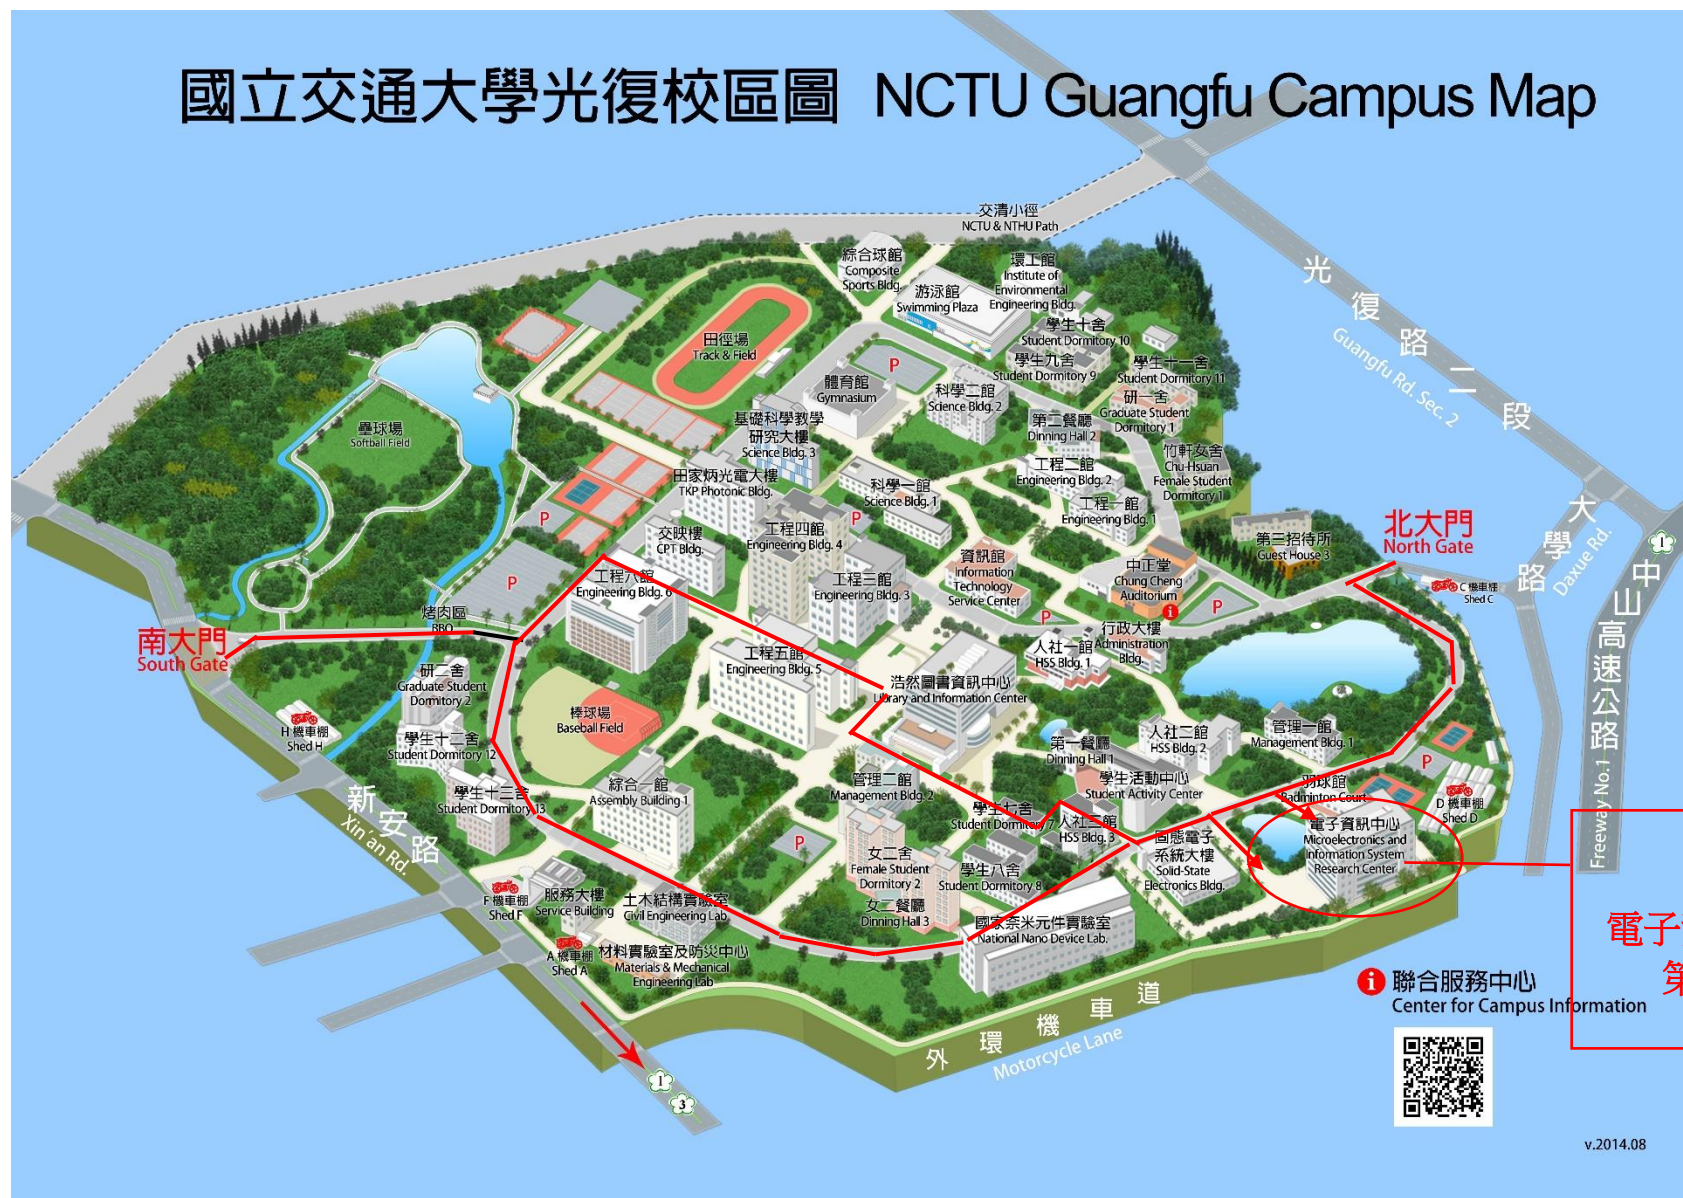 國立交通大學光復校區圖 NCTU Guangfu Campus Map
交清小徑
NCTU & NTHU Path
綜合球館
Composite
Sports Bldg.
游泳館
Swimming Plaza
環工館
Institute of
Environmental
Engineering Bldg.
學生十舍
Student Dormitory 10
學生九舍
Student Dormitory 9
學生十一舍
Student Dormitory 11
研一舍
Graduate Student
Dormitory 1
竹軒女舍
Chu-Hsuan
Female Student
Dormitory 1
田徑場
Track & Field
P
體育館
Gymnasium
科學二館
Science Bldg. 2
第二餐廳
Dinning Hall 2
壘球場
Softball Field
基礎科學教學
研究大樓
Science Bldg. 3
田家炳光電大樓
TKP Photonic Bldg.
科學一館
Science Bldg. 1
工程二館
Engineering Bldg. 2
工程一館
Engineering Bldg. 1
P
P
P
交映樓
CPT Bldg.
工程四館
Engineering Bldg. 4
工程三館
Engineering Bldg. 3
資訊館
Information
Technology
Service Center
中正堂
Chung Cheng
Auditorium
i
P
P
第三招待所
Guest House 3
北大門
North Gate
C 機車棚
Shed C
光復路二段
Guangfu Rd. Sec. 2
大學路
Daxue Rd.
1
中山高速公路
Freeway No.1
工程六館
Engineering Bldg. 6
烤肉區
BBQ
南大門
South Gate
工程五館
Engineering Bldg. 5
行政大樓
Administration
Bldg.
人社一館
HSS Bldg. 1
浩然圖書資訊中心
Library and Information Center
研二舍
Graduate Student
Dormitory 2
H 機車棚
Shed H
學生十二舍
Student Dormitory 12
棒球場
Baseball Field
學生十三舍
Student Dormitory 13
綜合一館
Assembly Building 1
管理二館
Management Bldg. 2
第一餐廳
Dinning Hall 1
人社二館
HSS Bldg. 2
管理一館
Management Bldg. 1
學生活動中心
Student Activity Center
羽球館
Badminton Court
P
D 機車棚
Shed D
學生七舍
Student Dormitory 7
人社三館
HSS Bldg. 3
固態電子
系統大樓
Solid-State
Electronics Bldg.
電子資訊中心
Microelectronics and
Information System
Research Center
P
女二舍
Female Student
Dormitory 2
學生八舍
Student Dormitory 8
女二餐廳
Dinning Hall 3
國家奈米元件實驗室
National Nano Device Lab.
新安路
Xin'an Rd.
F 機車棚
Shed F
服務大樓
Service Building
土木結構實驗室
Civil Engineering Lab
A 機車棚
Shed A
材料實驗室及防災中心
Materials & Mechanical
Engineering Lab
1
3
外環機車道
Motorcycle Lane
電子
第
i 聯合服務中心
Center for Campus Information
v.2014.08